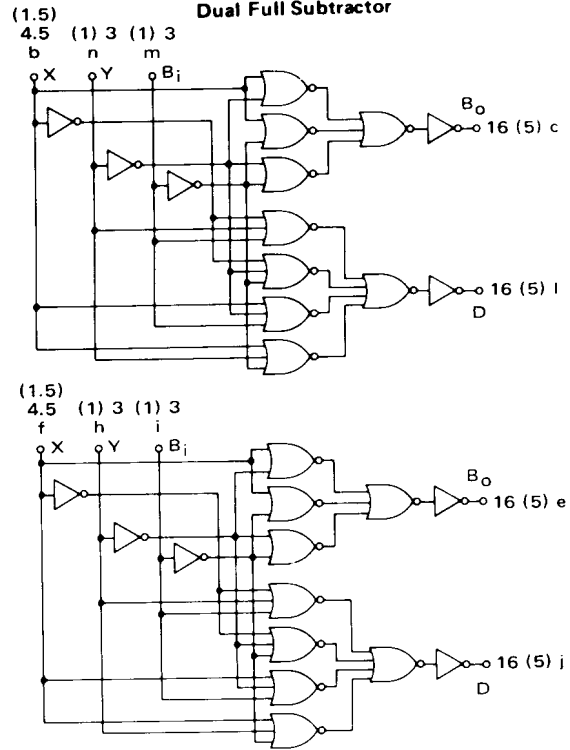 Dual Full Subtractor
(1.5)
4.5 (1) 3 (1) 3
b n m
X Y Bi
Bo
16 (5) c
16 (5) l
D
(1.5)
4.5 (1) 3 (1) 3
f h i
X Y Bi
Bo
16 (5) e
16 (5) j
D